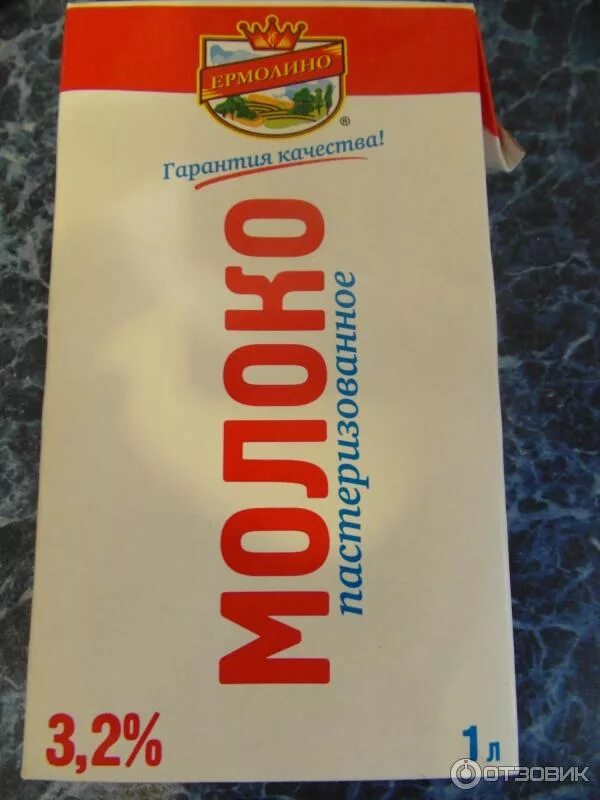 ЕРМОЛИНО
®
Гарантия качества!
МОЛОКО
пастеризованное
3,2%
1 л
ОТЗОВИК